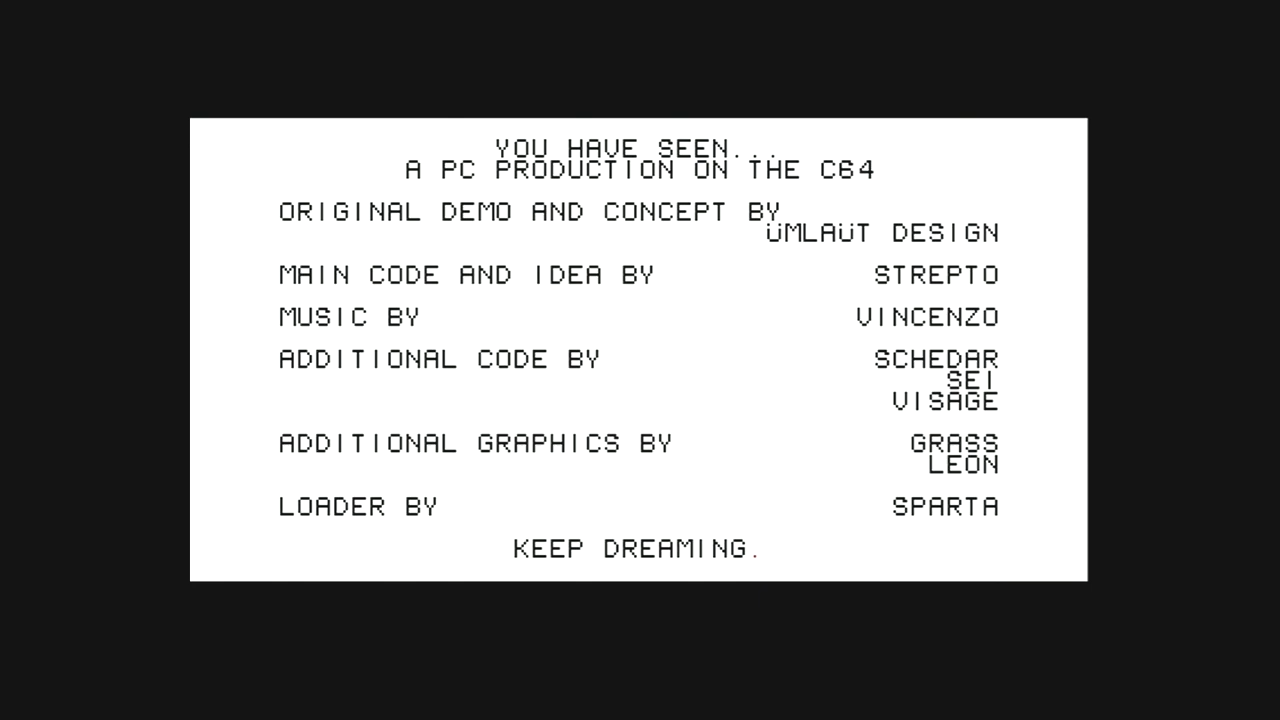 YOU HAVE SEEN...
A PC PRODUCTION ON THE C64
ORIGINAL DEMO AND CONCEPT BY
üMLAüT DESIGN
MAIN CODE AND IDEA BY STREPTO
MUSIC BY VINCENZO
ADDITIONAL CODE BY SCHEDAR
SEI
VISAGE
ADDITIONAL GRAPHICS BY GRASS
LEON
LOADER BY SPARTA
KEEP DREAMING.